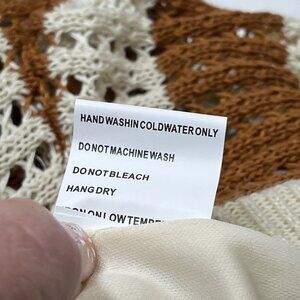 HAND WASH IN COLD WATER ONLY
DO NOT MACHINE WASH
DO NOT BLEACH
HANG DRY
ON LOW